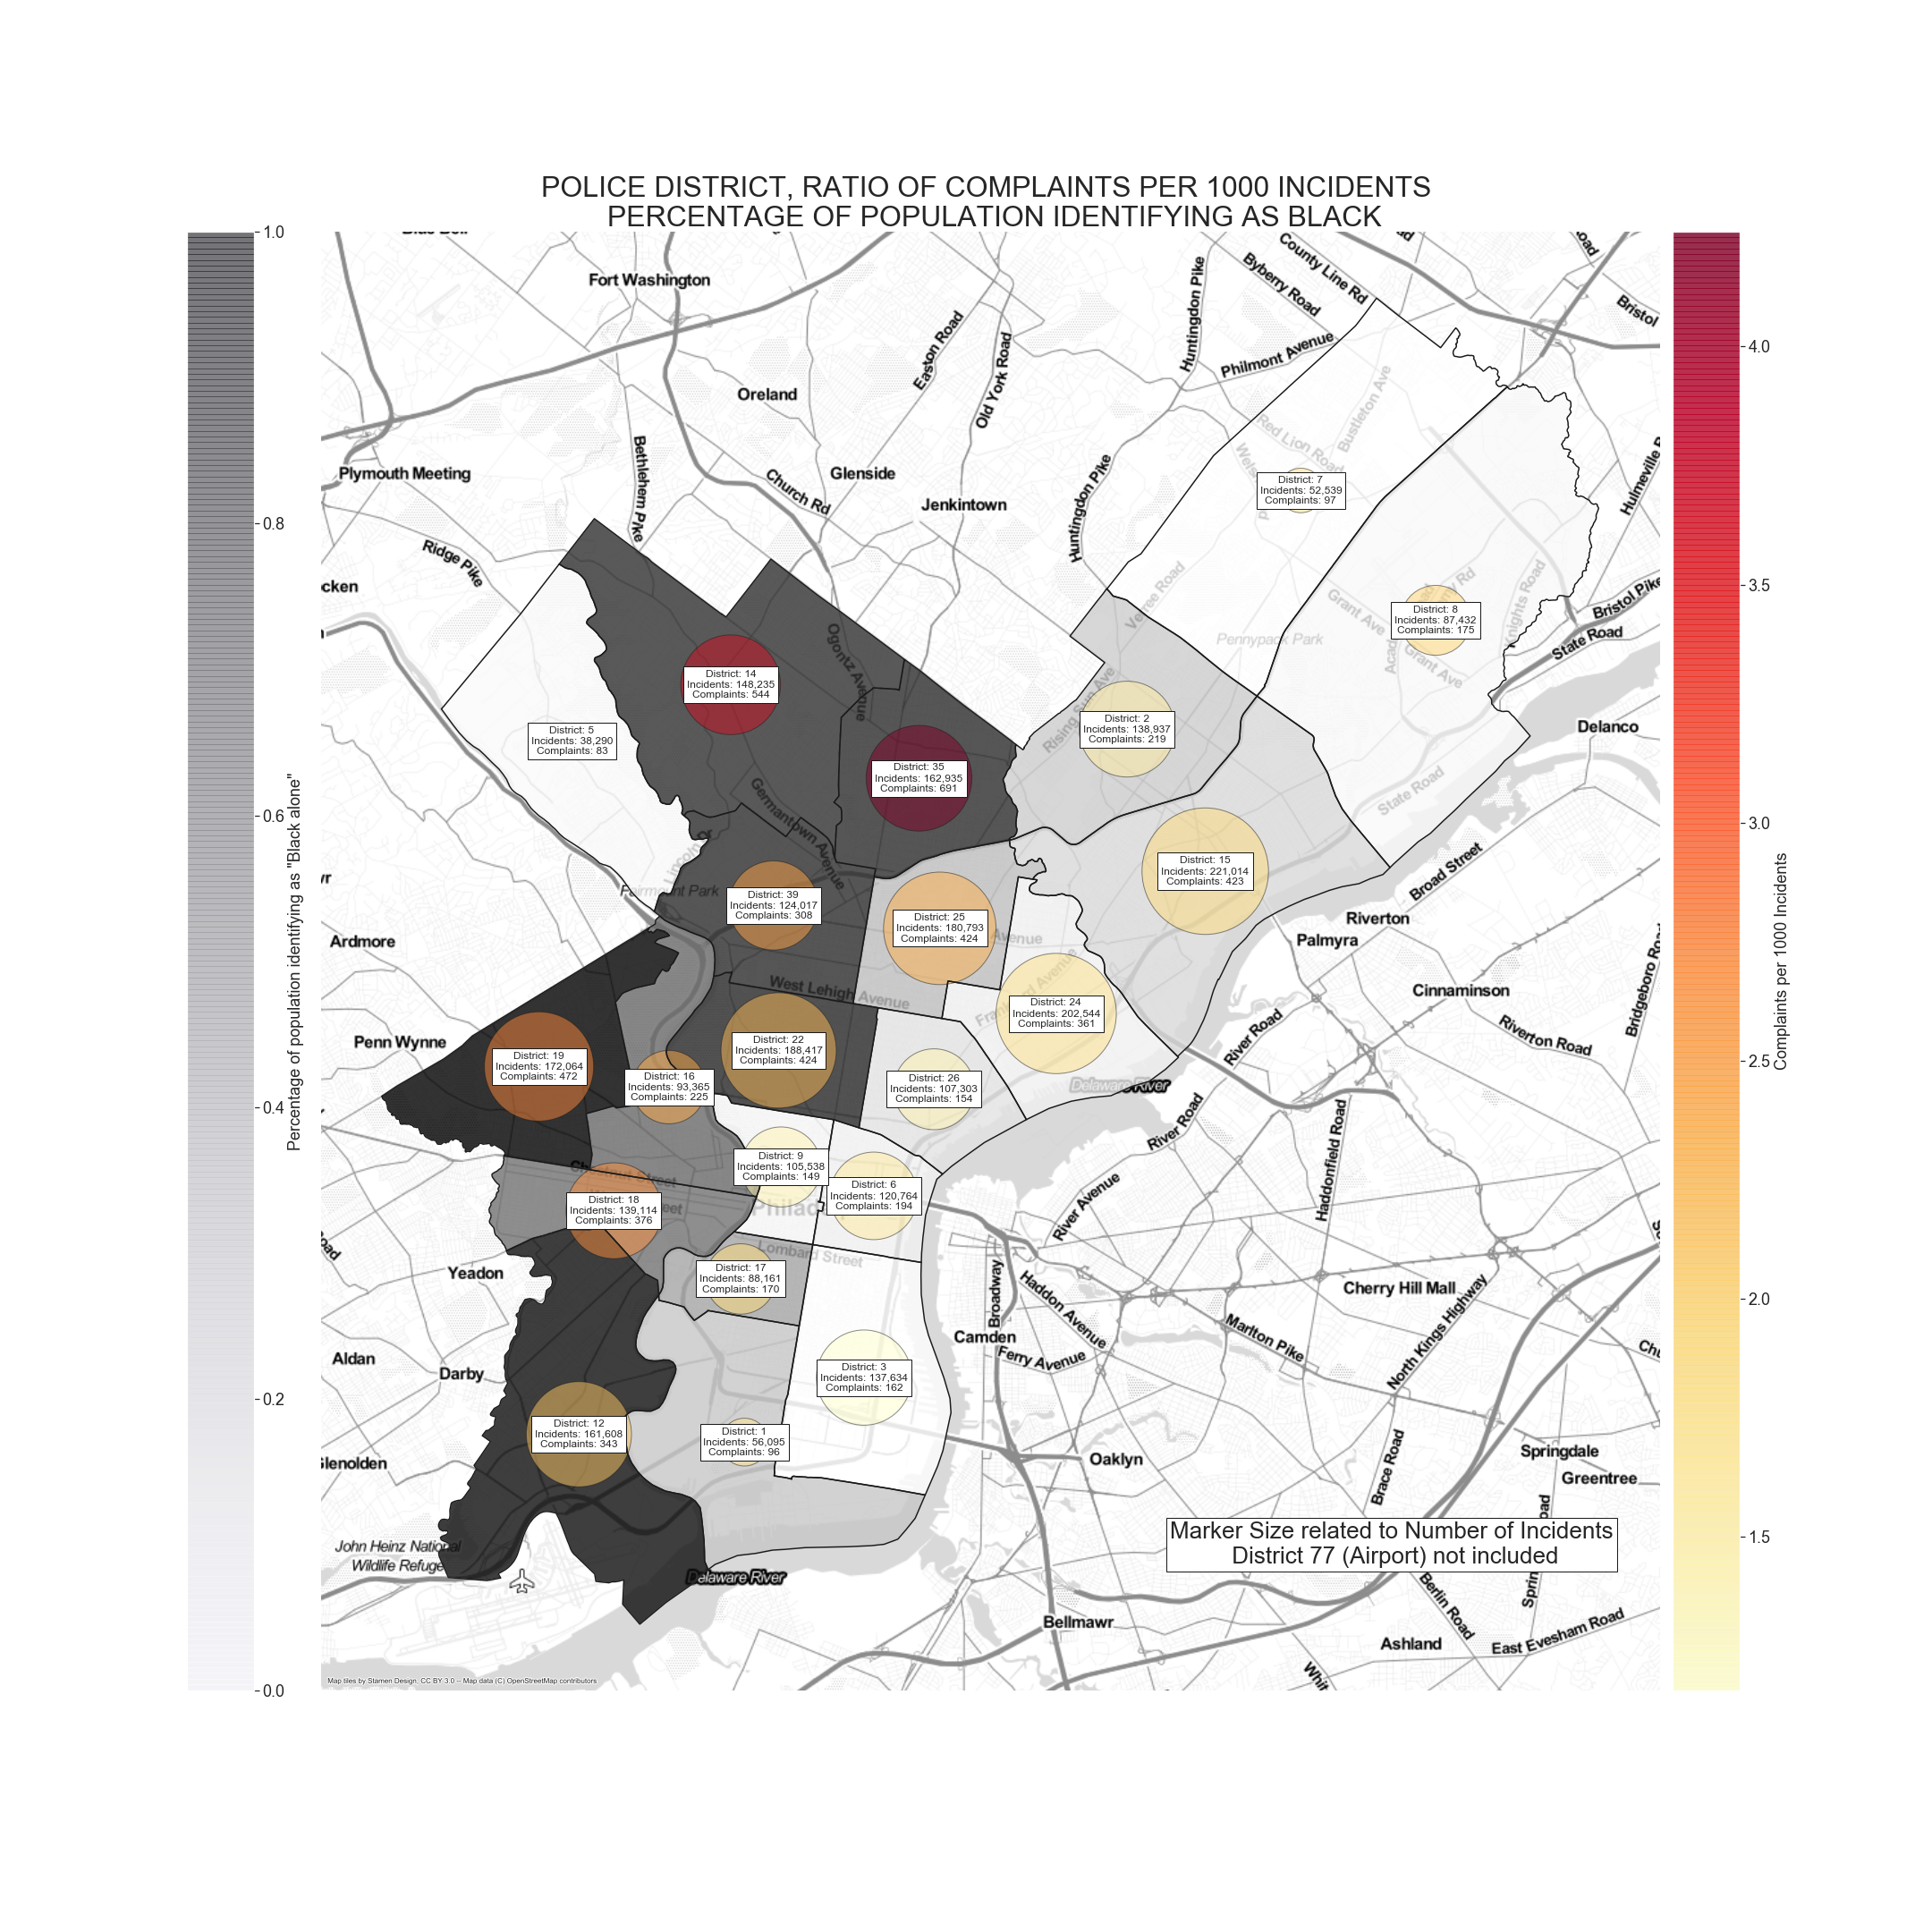 POLICE DISTRICT, RATIO OF COMPLAINTS PER 1000 INCIDENTS
PERCENTAGE OF POPULATION IDENTIFYING AS BLACK
1.0
0.8
0.6
0.4
0.2
0.0
Percentage of population identifying as "Black alone"
4.0
3.5
3.0
2.5
2.0
1.5
Complaints per 1000 Incidents
Fort Washington
Oreland
Plymouth Meeting
Glenside
Jenkintown
Bethlehem Pike
Church Rd
Easton Road
Old York Road
Huntingdon Pike
Huntingdon Pike
Philmont Avenue
Byberry Road
County Line Rd
Bristol
Ridge Pike
Red Lion Road
Bustleton Ave
District: 7
Incidents: 52,539
Complaints: 97
District: 8
Incidents: 87,432
Complaints: 175
Grant Ave
Grant Ave
Knights Road
Bristol Pike
State Road
Pennypack Park
Verree Road
Ogontz Avenue
District: 14
Incidents: 148,235
Complaints: 544
District: 5
Incidents: 38,290
Complaints: 83
District: 35
Incidents: 162,935
Complaints: 691
District: 2
Incidents: 138,937
Complaints: 219
Rising Sun Ave
Delanco
State Road
Germantown Avenue
District: 15
Incidents: 221,014
Complaints: 423
Broad Street
Riverton
Palmyra
Fairmount Park
District: 39
Incidents: 124,017
Complaints: 308
District: 25
Incidents: 180,793
Complaints: 424
Avenue
Ardmore
West Lehigh Avenue
Cinnaminson
Riverton Road
Bridgeboro Road
District: 24
Incidents: 202,544
Complaints: 361
Frankford Avenue
Penn Wynne
District: 19
Incidents: 172,064
Complaints: 472
District: 22
Incidents: 188,417
Complaints: 424
District: 16
Incidents: 93,365
Complaints: 225
District: 26
Incidents: 107,303
Complaints: 154
Delaware River
River Road
River Road
Haddonfield Road
River Avenue
Chestnut Street
District: 9
Incidents: 105,538
Complaints: 149
District: 6
Incidents: 120,764
Complaints: 194
District: 18
Incidents: 139,114
Complaints: 376
Philad
Lombard Street
Yeadon
District: 17
Incidents: 88,161
Complaints: 170
Broadway
Haddon Avenue
Cherry Hill Mall
North Kings Highway
Marlton Pike
Camden
Ferry Avenue
Aldan
Darby
District: 3
Incidents: 137,634
Complaints: 162
District: 12
Incidents: 161,608
Complaints: 343
District: 1
Incidents: 56,095
Complaints: 96
Oaklyn
Springdale
Greentree
Brace Road
Glenolden
Marker Size related to Number of Incidents
District 77 (Airport) not included
John Heinz National
Wildlife Refuge
Delaware River
Berlin Road
Bellmawr
Ashland
East Evesham Road
Map tiles by Stamen Design, CC BY 3.0 -- Map data (C) OpenStreetMap contributors